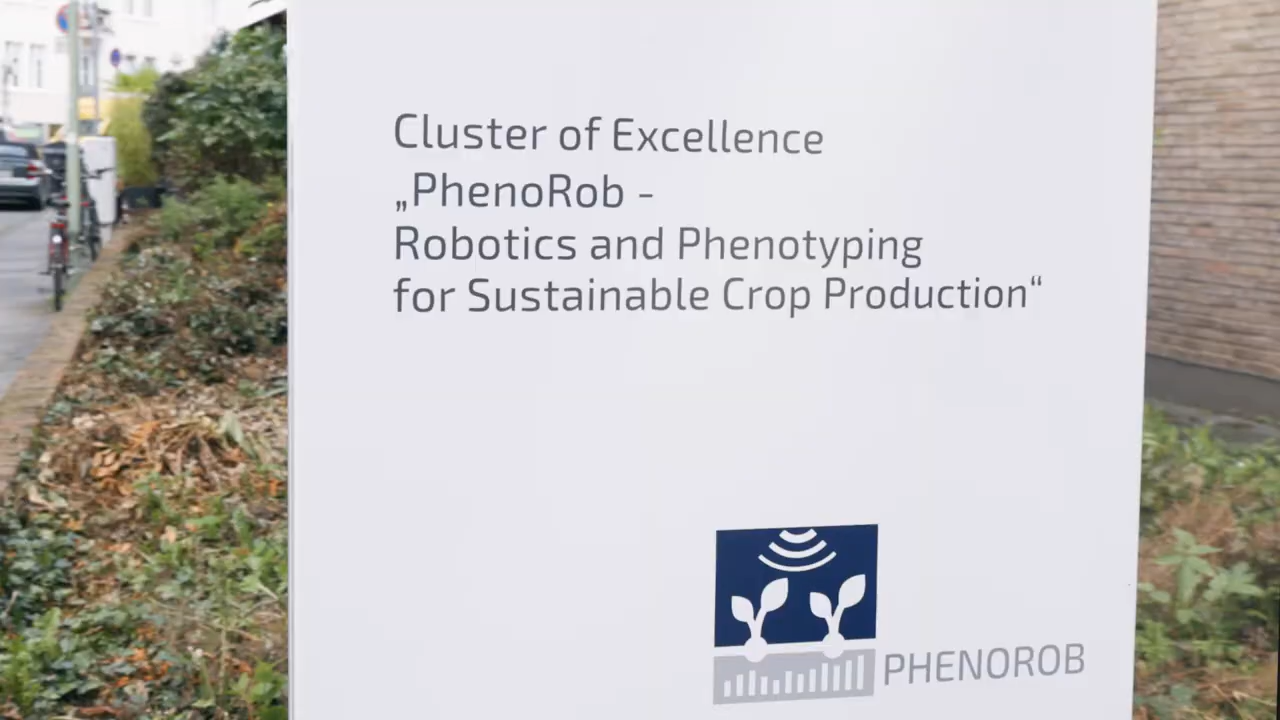 Cluster of Excellence
„PhenoRob -
Robotics and Phenotyping
for Sustainable Crop Production“
PHENOROB